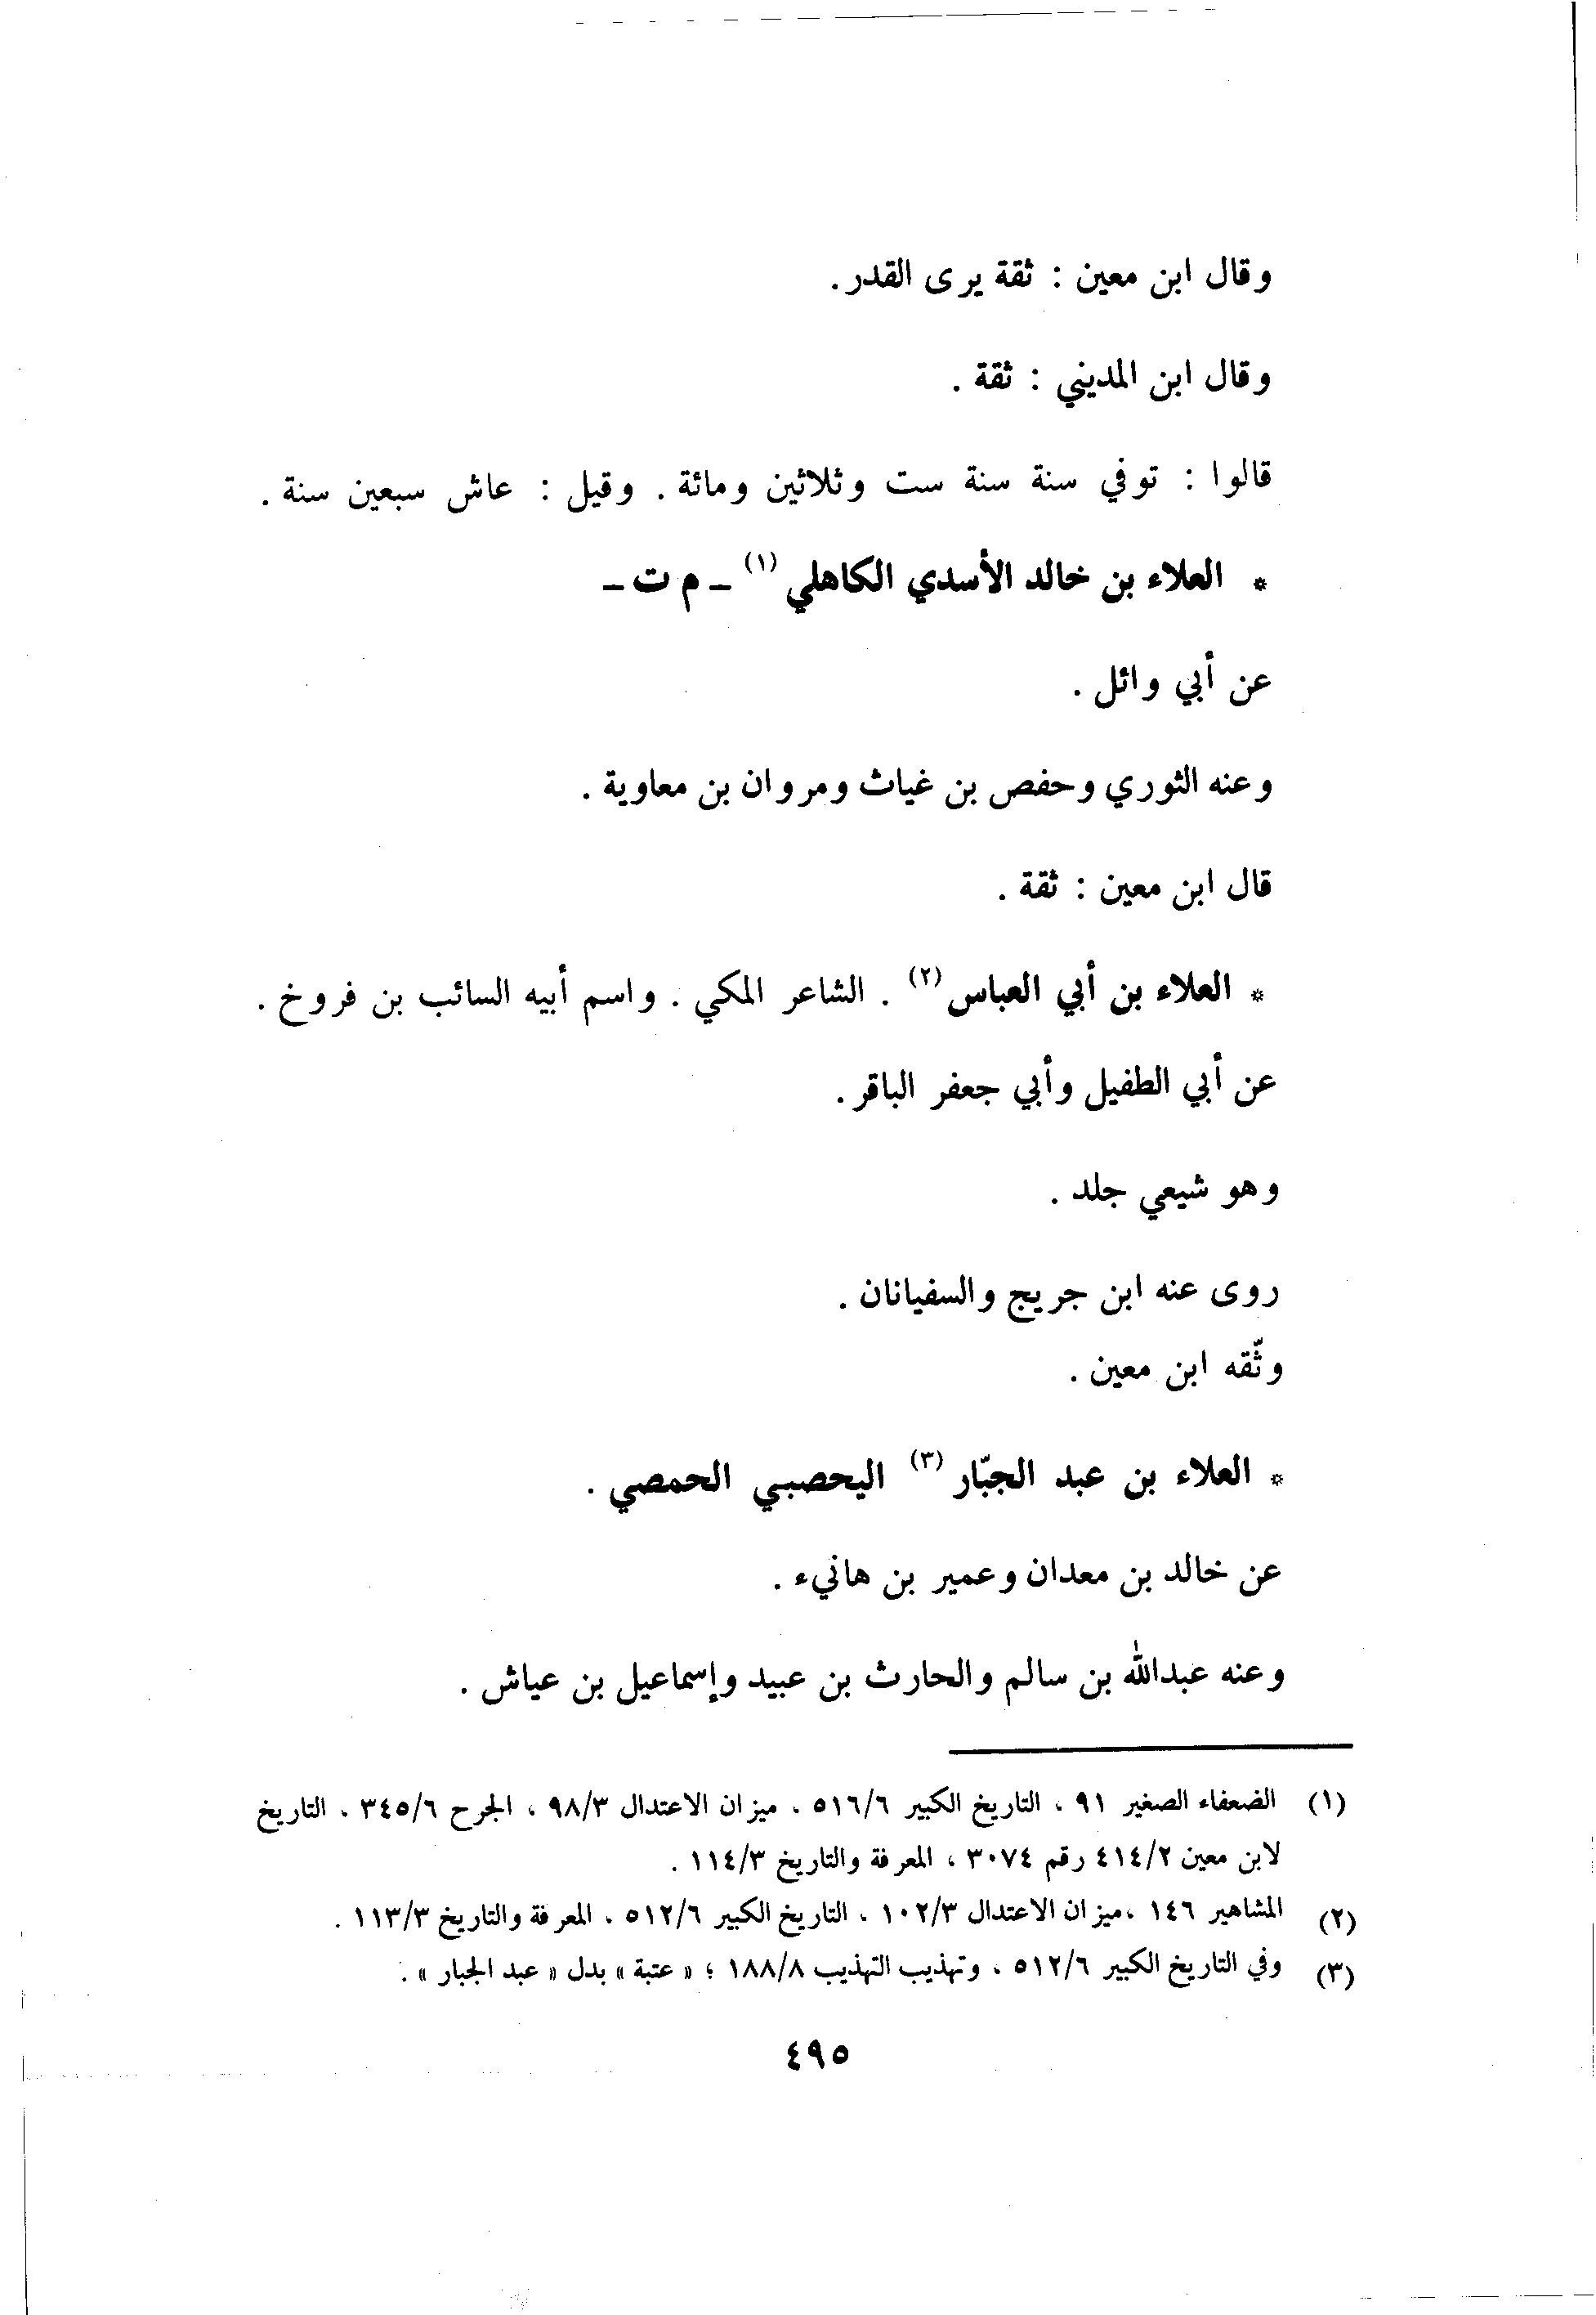 وقال ابن معين : ثقة يرى القدر.
وقال ابن المديني : ثقة .
قالوا : توفي سنة سنة ست وثلاثين ومائة . وقيل : عاش سبعين سنة .
* العلاء بن خالد الأسدي الكاهلي (١) ـ م ت ـ
عن أبي وائل .
وعنه الثوري وحفص بن غياث ومروان بن معاوية .
قال ابن معين : ثقة .
* العلاء بن أبي العباس (٢) . الشاعر المكي . واسم أبيه السائب بن فروخ .
عن أبي الطفيل وأبي جعفر الباقر .
وهو شيعي جلد .
روى عنه ابن جريج والسفيانان .
وثّقه ابن معين .
* العلاء بن عبد الجبّار (٣) اليحصبي الحمصي .
عن خالد بن معدان وعمير بن هانيء .
وعنه عبدالله بن سالم والحارث بن عبيد وإسماعيل بن عياش .
(١) الضعفاء الصغير ٩١ ، التاريخ الكبير ٥١٦/٦ ، ميزان الاعتدال ٩٨/٣ ، الجرح ٣٤٥/٦ ، التاريخ
لابن معين ٤١٤/٢ رقم ٣٠٧٤ ، المعرفة والتاريخ ١١٤/٣ .
(٢) المشاهير ١٤٦ ،ميزان الاعتدال ١٠٢/٣ ، التاريخ الكبير ٥١٢/٦ ، المعرفة والتاريخ ١١٣/٣ .
(٣) وفي التاريخ الكبير ٥١٢/٦ ، وتهذيب التهذيب ١٨٨/٨ ؛ « عتبة » بدل « عبد الجبار » .
٤٩٥